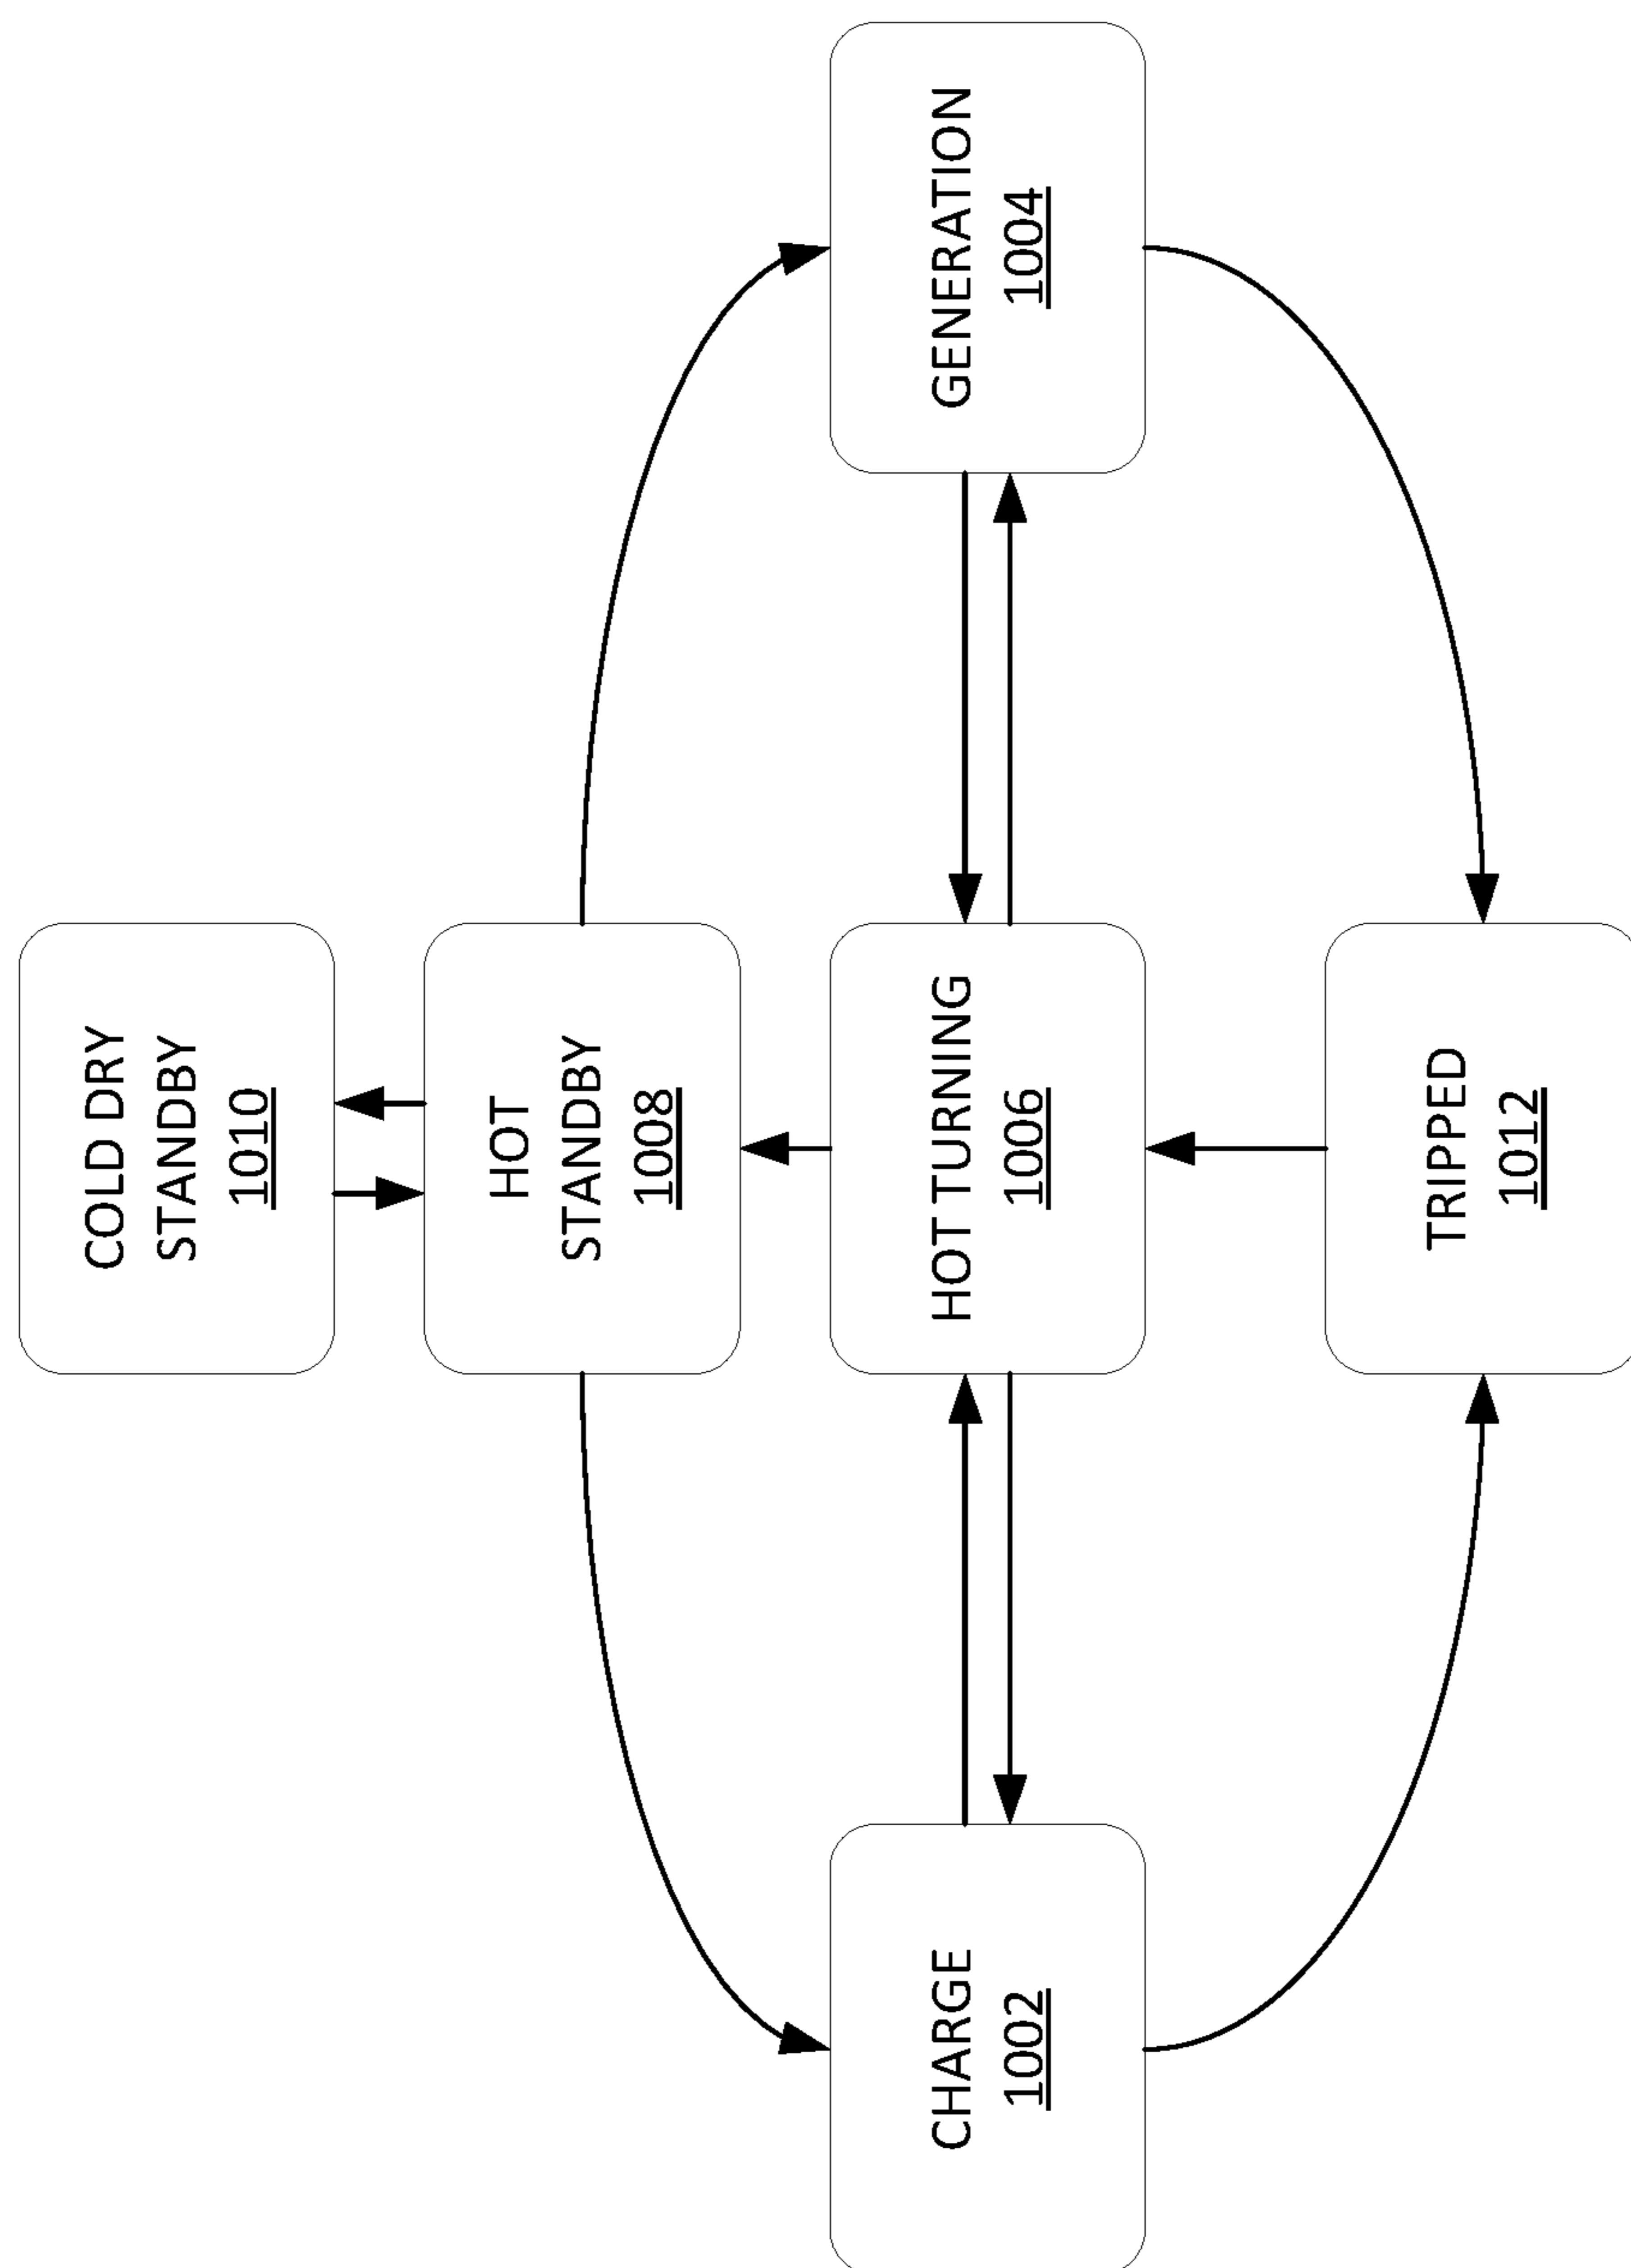 COLD DRY
STANDBY
1010
HOT
STANDBY
1008
CHARGE
1002
HOT TURNING
1006
GENERATION
1004
TRIPPED
1012